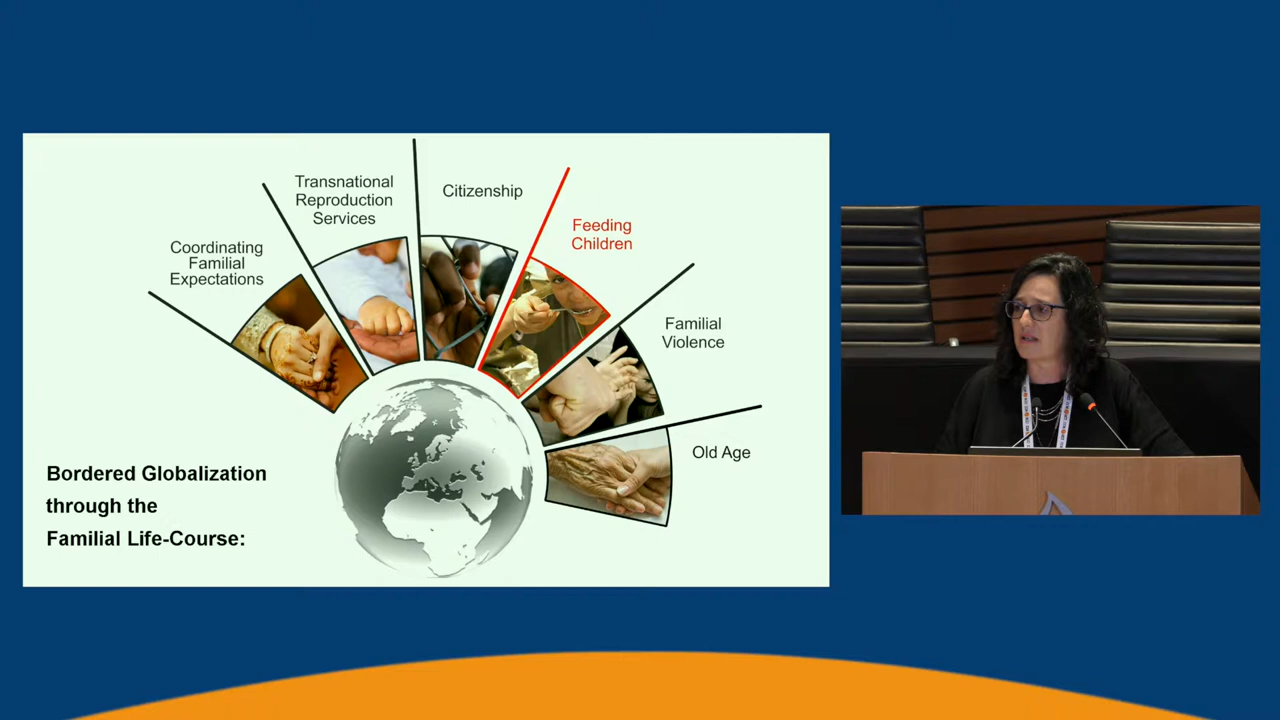 Transnational
Reproduction
Services
Citizenship
Feeding
Children
Coordinating
Familial
Expectations
Familial
Violence
Old Age
Bordered Globalization
through the
Familial Life-Course: